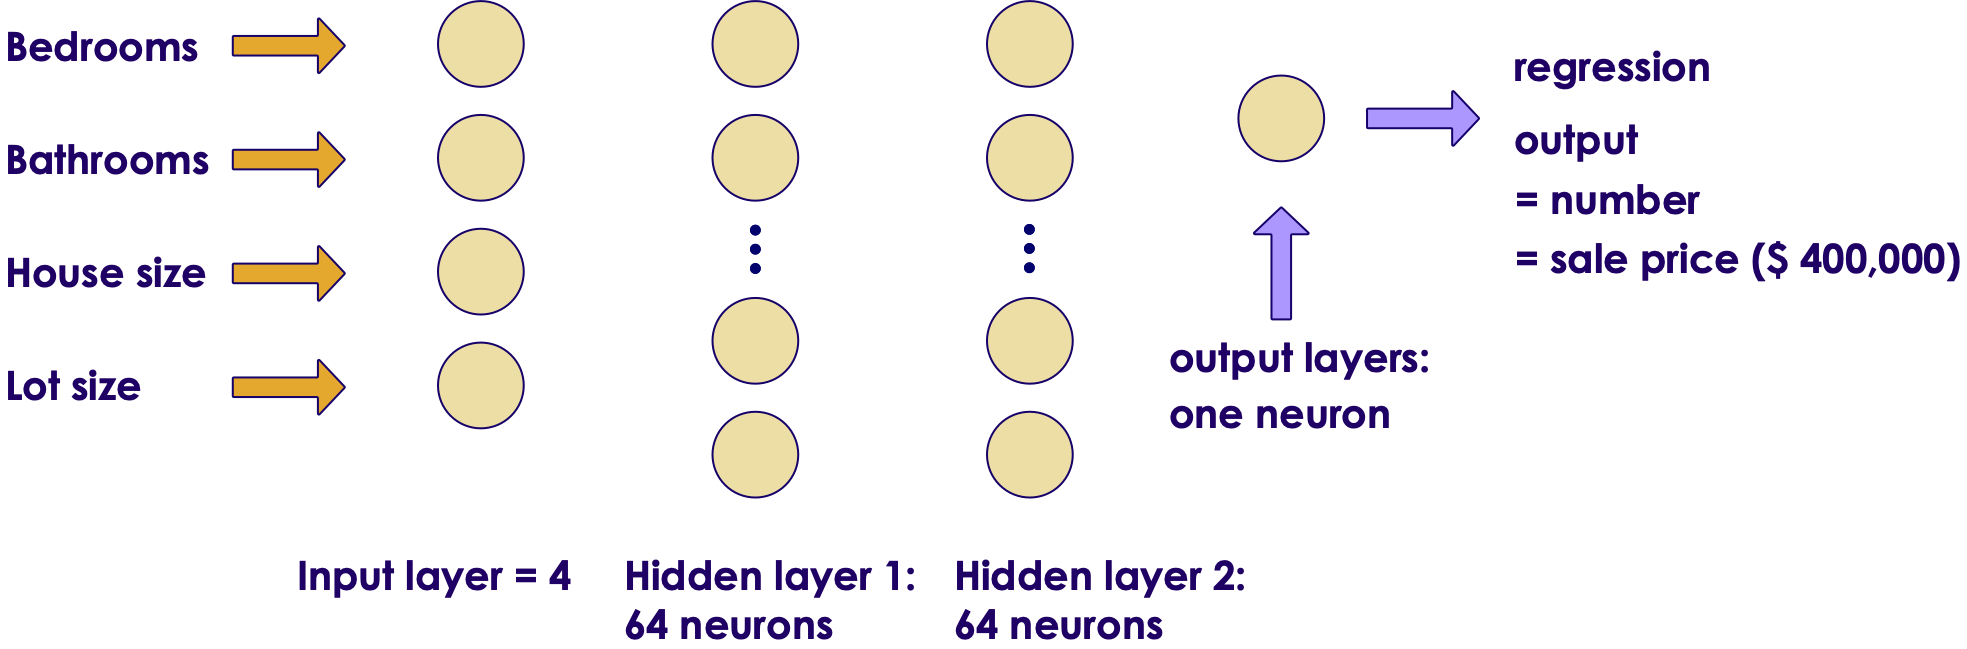 Bedrooms
Bathrooms
House size
Lot size
Input layer = 4
Hidden layer 1:
64 neurons
Hidden layer 2:
64 neurons
output layers:
one neuron
regression
output
= number
= sale price ($ 400,000)